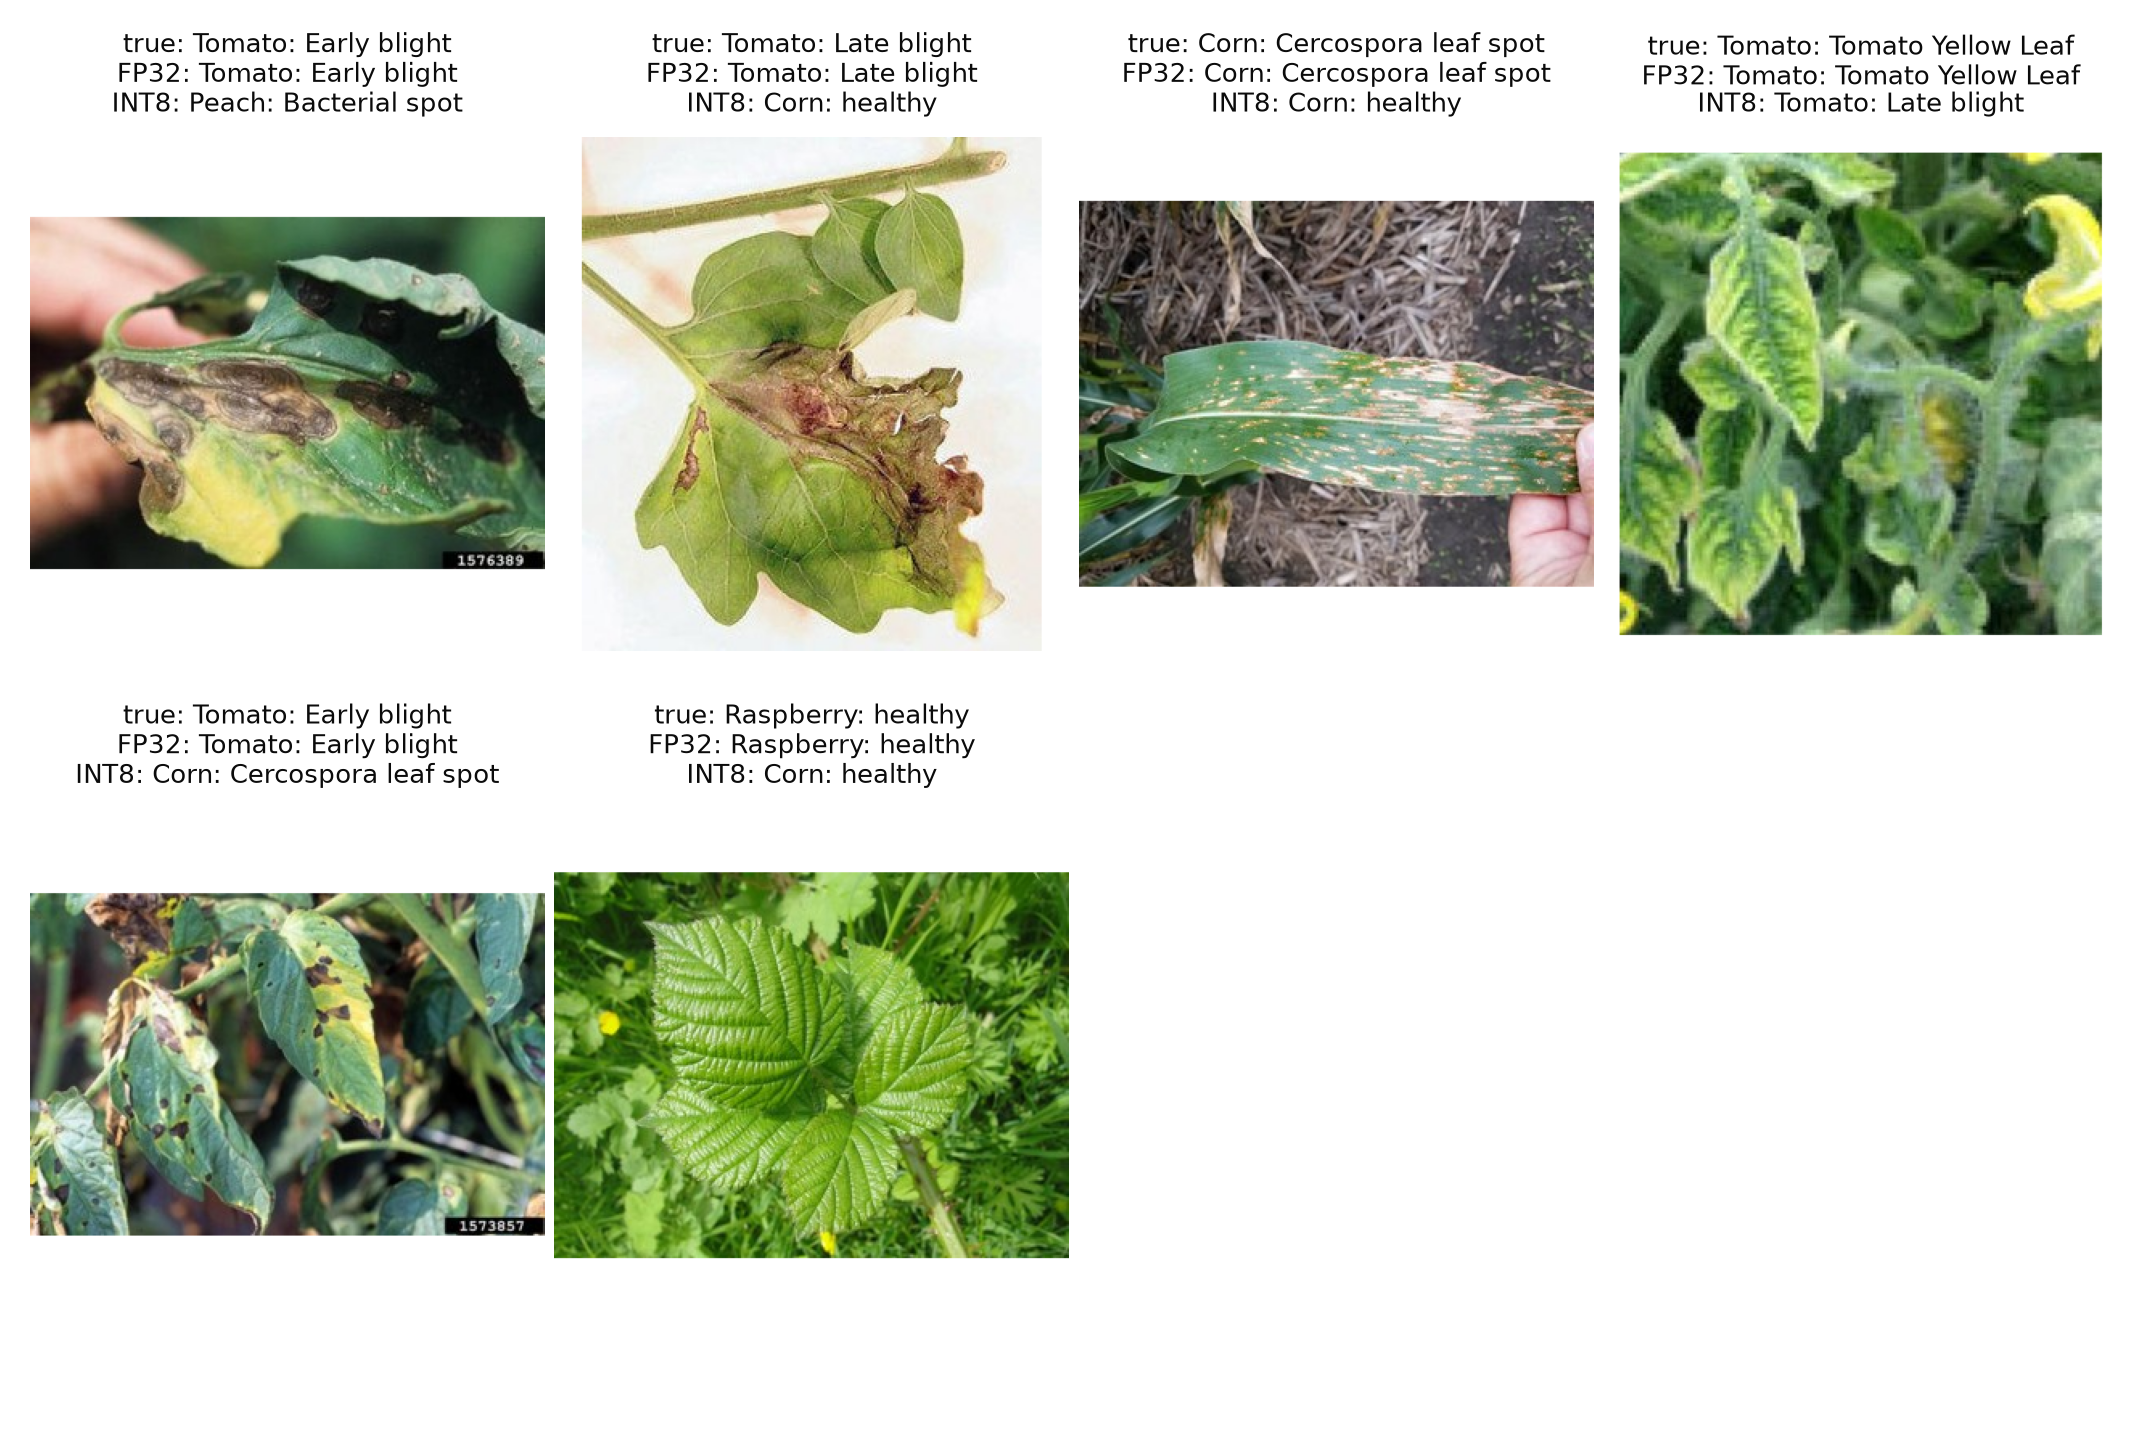 true: Tomato: Early blight
FP32: Tomato: Early blight
INT8: Peach: Bacterial spot
true: Tomato: Late blight
FP32: Tomato: Late blight
INT8: Corn: healthy
true: Corn: Cercospora leaf spot
FP32: Corn: Cercospora leaf spot
INT8: Corn: healthy
true: Tomato: Tomato Yellow Leaf
FP32: Tomato: Tomato Yellow Leaf
INT8: Tomato: Late blight
1576389
true: Tomato: Early blight
FP32: Tomato: Early blight
INT8: Corn: Cercospora leaf spot
true: Raspberry: healthy
FP32: Raspberry: healthy
INT8: Corn: healthy
1573857